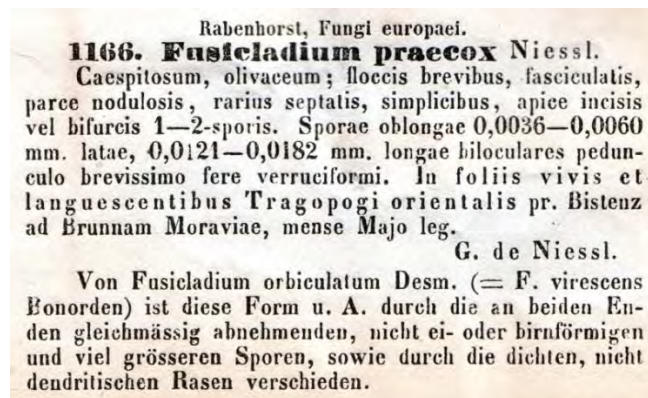 Rabenhorst, Fungi europaei.
1166. Fusicladium praecox Niessl.
Caespitosum, olivaceum; floccis brevibus, fasciculatis,
parce nodulosis, rarius septatis, simplicibus, apice incisis
vel bifurcis 1—2-sporis. Sporae oblongae 0,0036—0,0060
mm. latae, 0,0121—0,0182 mm. longae biloculares pedun-
culo brevissimo fere verruciformi. In foliis vivis et
languescentibus Tragopogi orientalis pr. Bistenz
ad Brunnam Moraviae, mense Majo leg.
G. de Niessl.
Von Fusicladium orbiculatum Desm. (= F. virescens
Bonorden) ist diese Form u. A. durch die an beiden En-
den gleichmässig abnehmenden, nicht ei- oder birnförmigen
und viel grösseren Sporen, sowie durch die dichten, nicht
dendritischen Rasen verschieden.